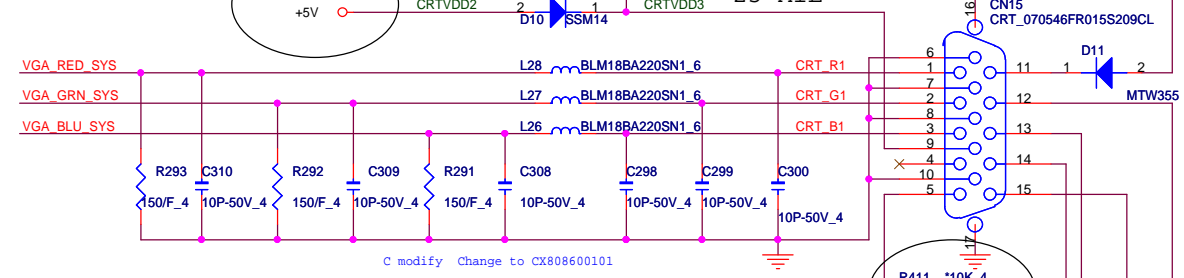 CRTVDD2
CRTVDD3
+5V
2
1
D10
SSM14
16
CN15
CRT_070546FR015S209CL
VGA_RED_SYS
L28
BLM18BA220SN1_6
CRT_R1
6
1
11
1
D11
2
MTW355
VGA_GRN_SYS
L27
BLM18BA220SN1_6
CRT_G1
7
2
12
VGA_BLU_SYS
L26
BLM18BA220SN1_6
CRT_B1
8
3
13
9
4
14
10
5
15
R293
C310
R292
C309
R291
C308
C298
C299
C300
150/F_4
10P-50V_4
150/F_4
10P-50V_4
150/F_4
10P-50V_4
10P-50V_4
10P-50V_4
10P-50V_4
17
C modify Change to CX808600101
R411
*10K_4